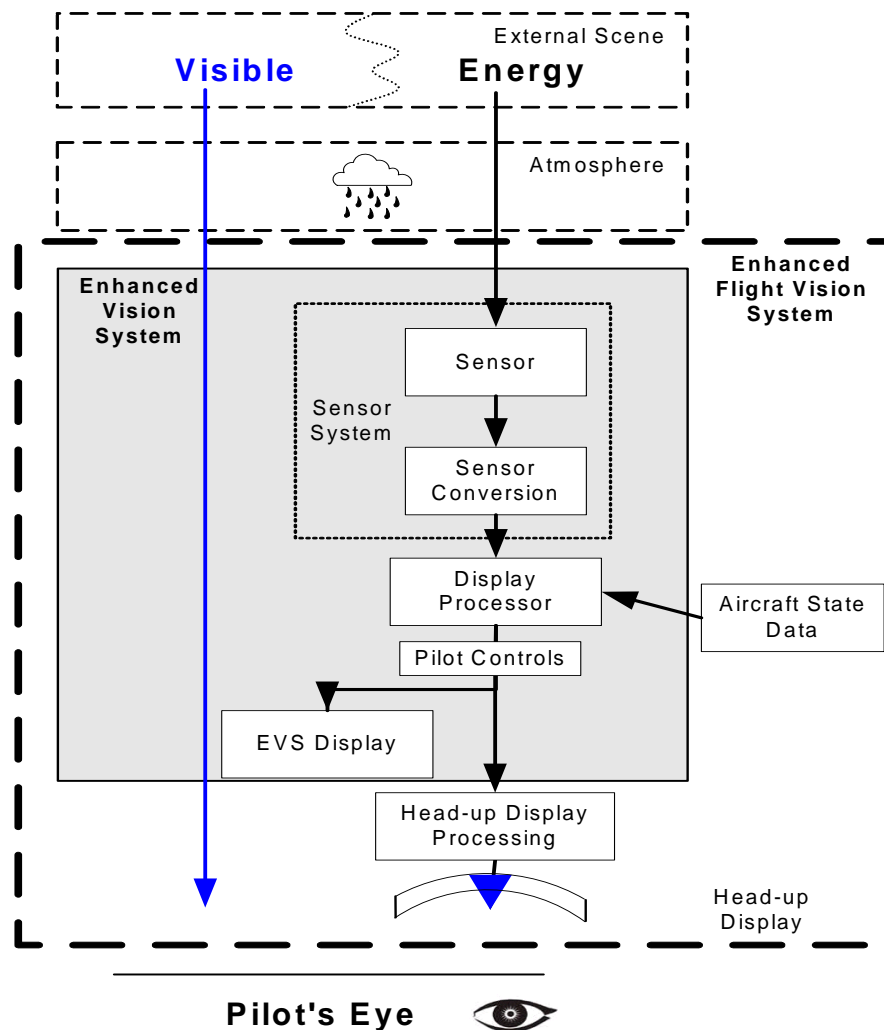 External Scene
Visible
Energy
Atmosphere
Enhanced
Vision
System
Enhanced
Flight Vision
System
Sensor
Sensor
System
Sensor
Conversion
Display
Processor
Aircraft State
Data
Pilot Controls
EVS Display
Head-up Display
Processing
Head-up
Display
Pilot's Eye